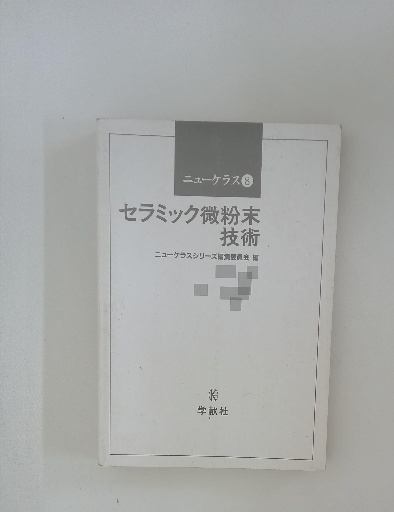 ニューケラス8
セラミック微粉末
技術
ニューケラスシリーズ編集委員会 編
学献社